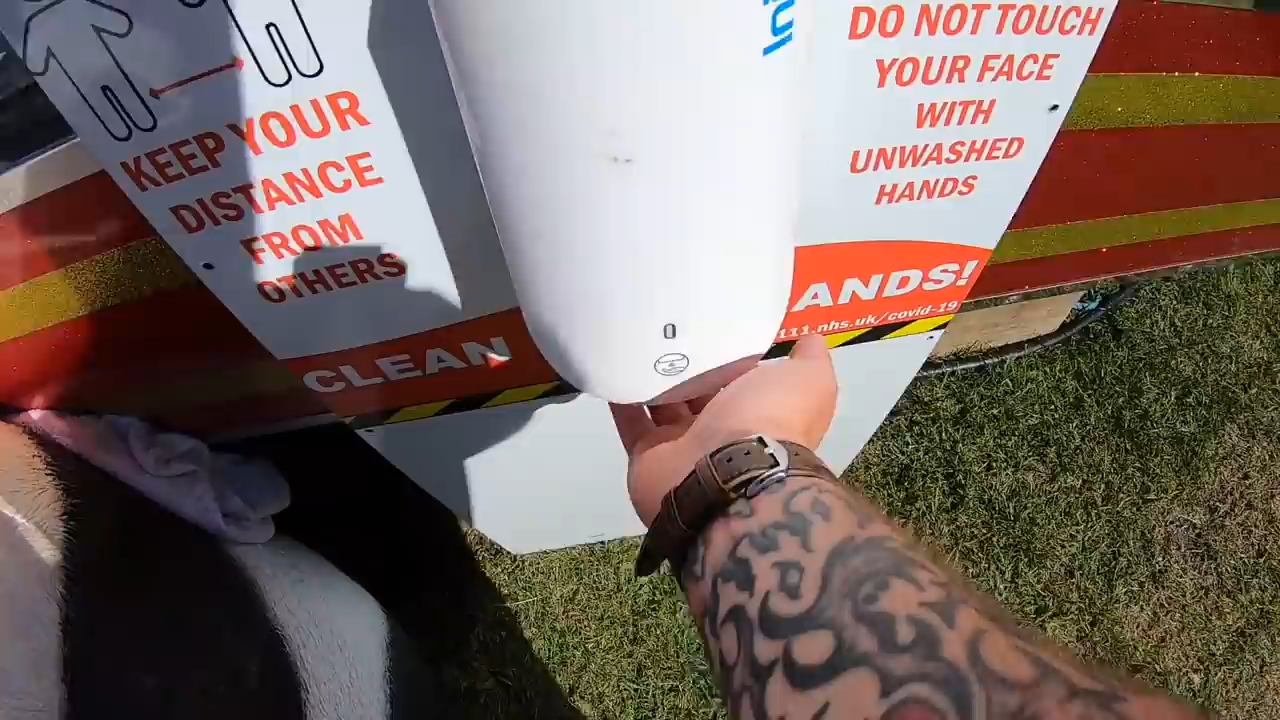 KEEP YOUR
DISTANCE
FROM
OTHERS
DO NOT TOUCH
YOUR FACE
WITH
UNWASHED
HANDS
CLEAN
ANDS!
111.nhs.uk/covid-19